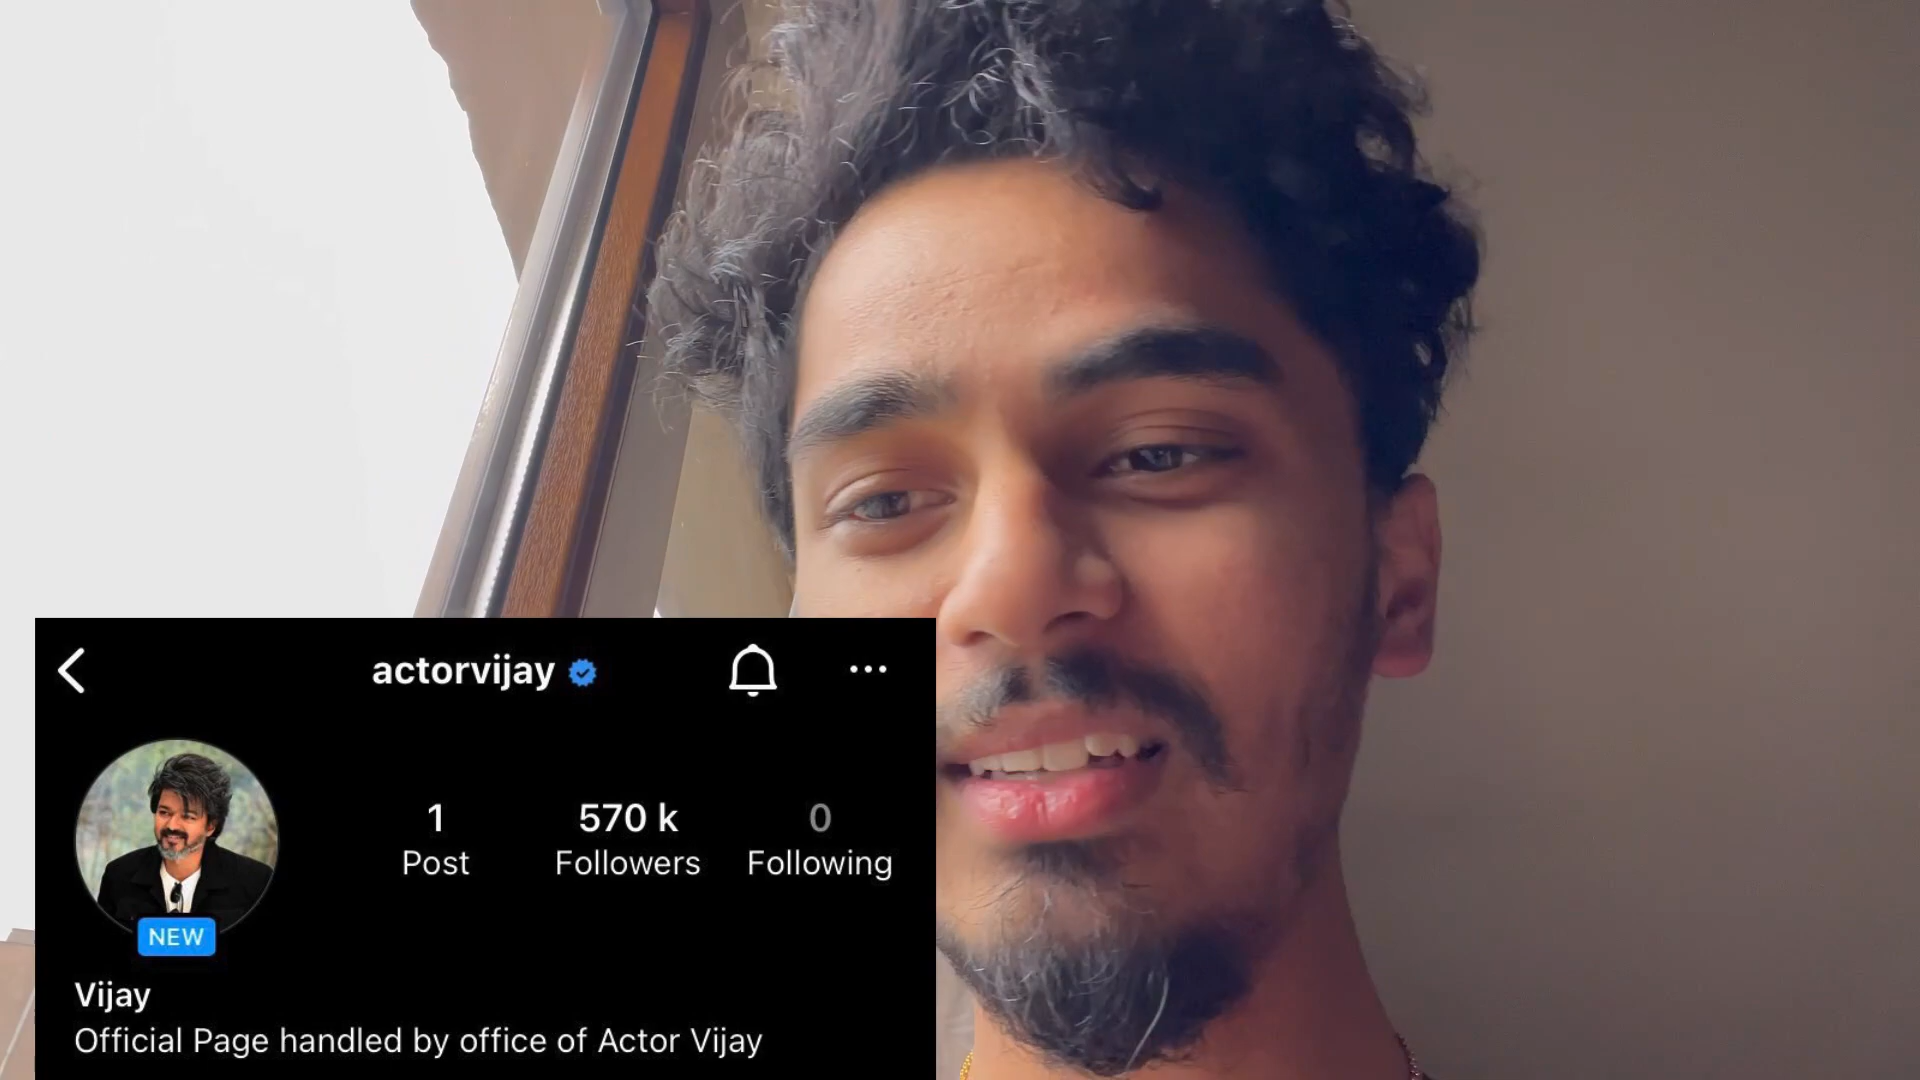 actorvijay
1
Post
570 k
Followers
0
Following
NEW
Vijay
Official Page handled by office of Actor Vijay